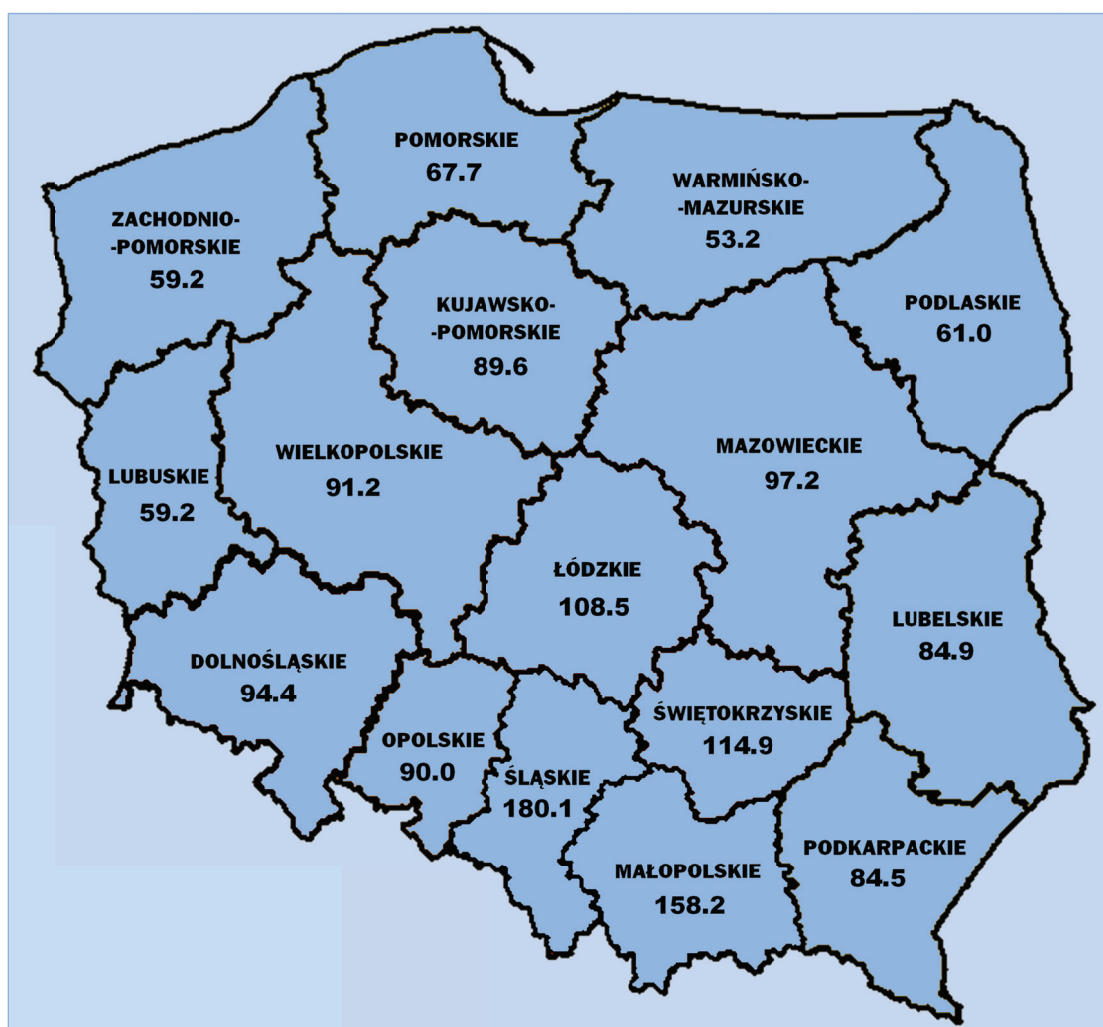 POMORSKIE
67.7
WARMIŃSKO-
-MAZURSKIE
53.2
ZACHODNIO-
-POMORSKIE
59.2
KUJAWSKO-
-POMORSKIE
89.6
PODLASKIE
61.0
WIELKOPOLSKIE
91.2
MAZOWIECKIE
97.2
LUBUSKIE
59.2
ŁÓDZKIE
108.5
LUBELSKIE
84.9
DOLNOŚLĄSKIE
94.4
OPOLSKIE
90.0
ŚLĄSKIE
180.1
ŚWIĘTOKRZYSKIE
114.9
MAŁOPOLSKIE
158.2
PODKARPACKIE
84.5